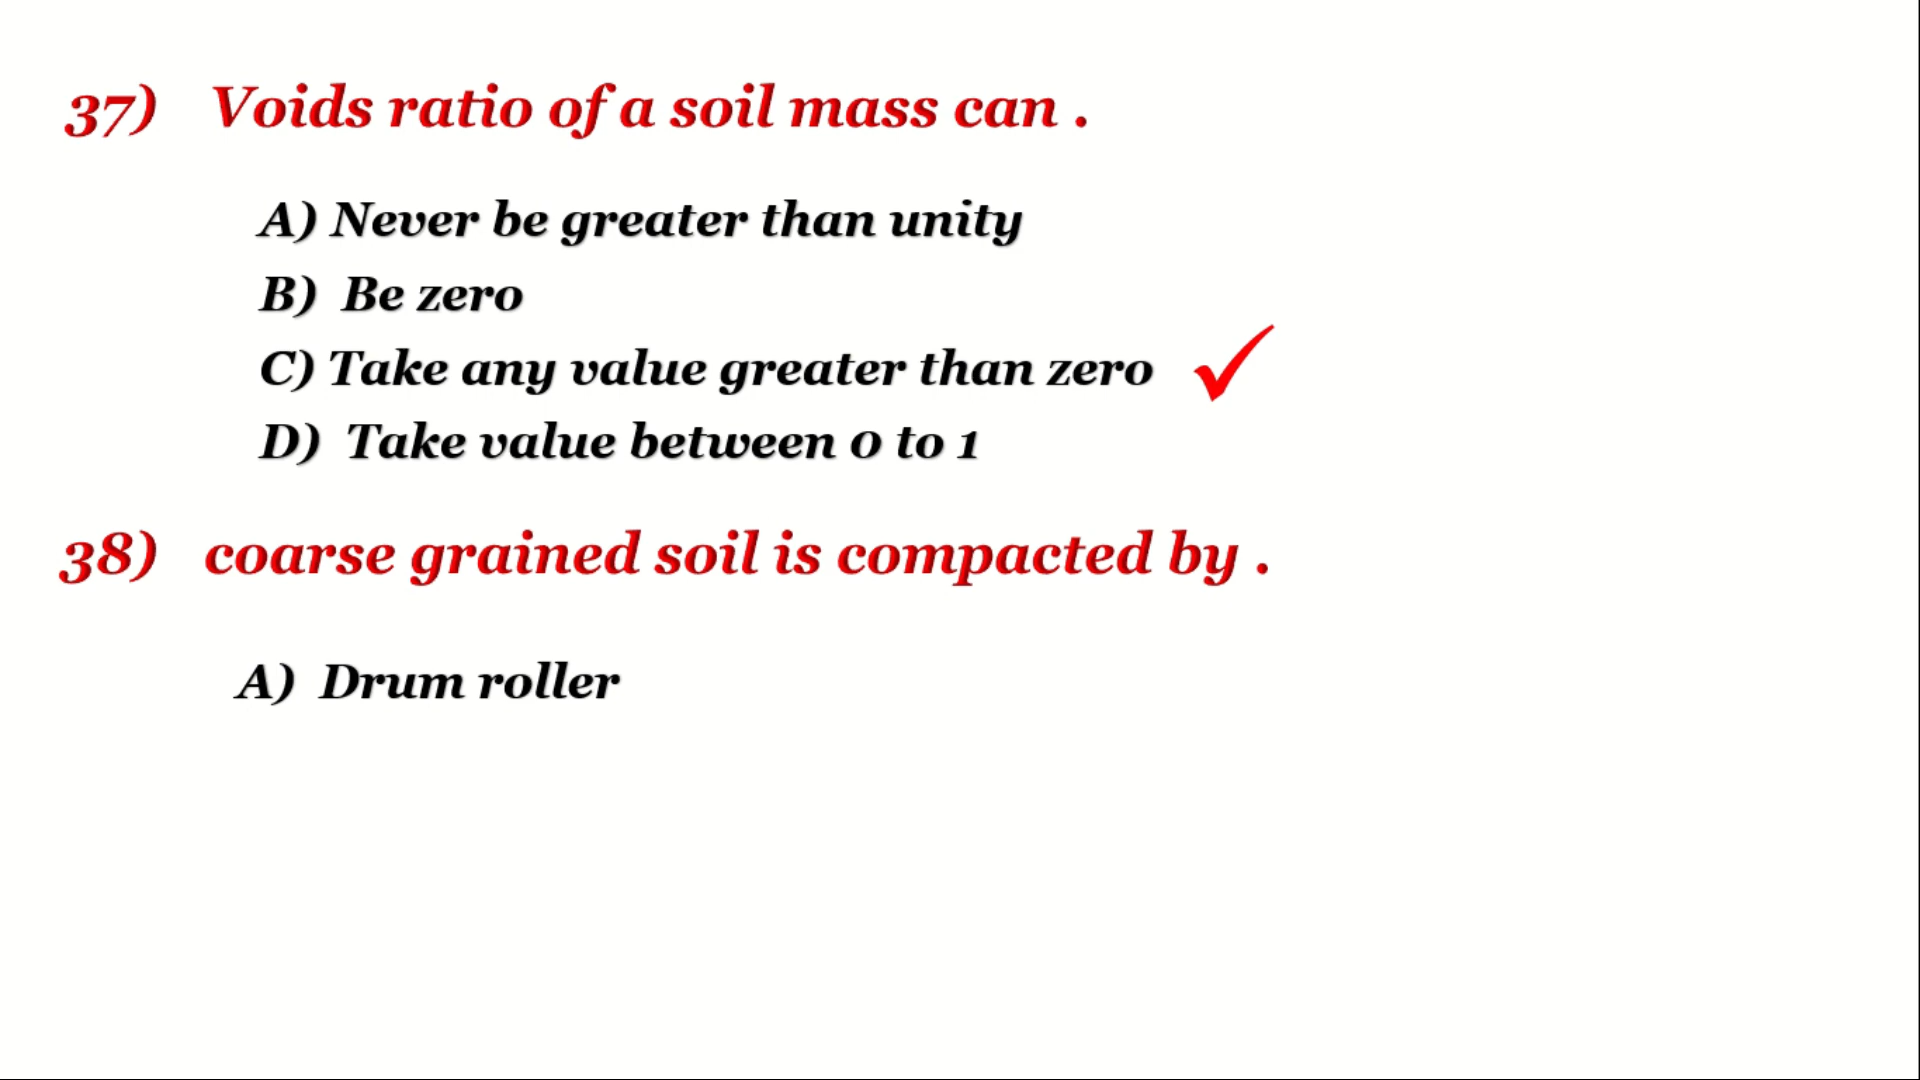 37) Voids ratio of a soil mass can .
A) Never be greater than unity
B) Be zero
C) Take any value greater than zero
D) Take value between 0 to 1
38) coarse grained soil is compacted by .
A) Drum roller